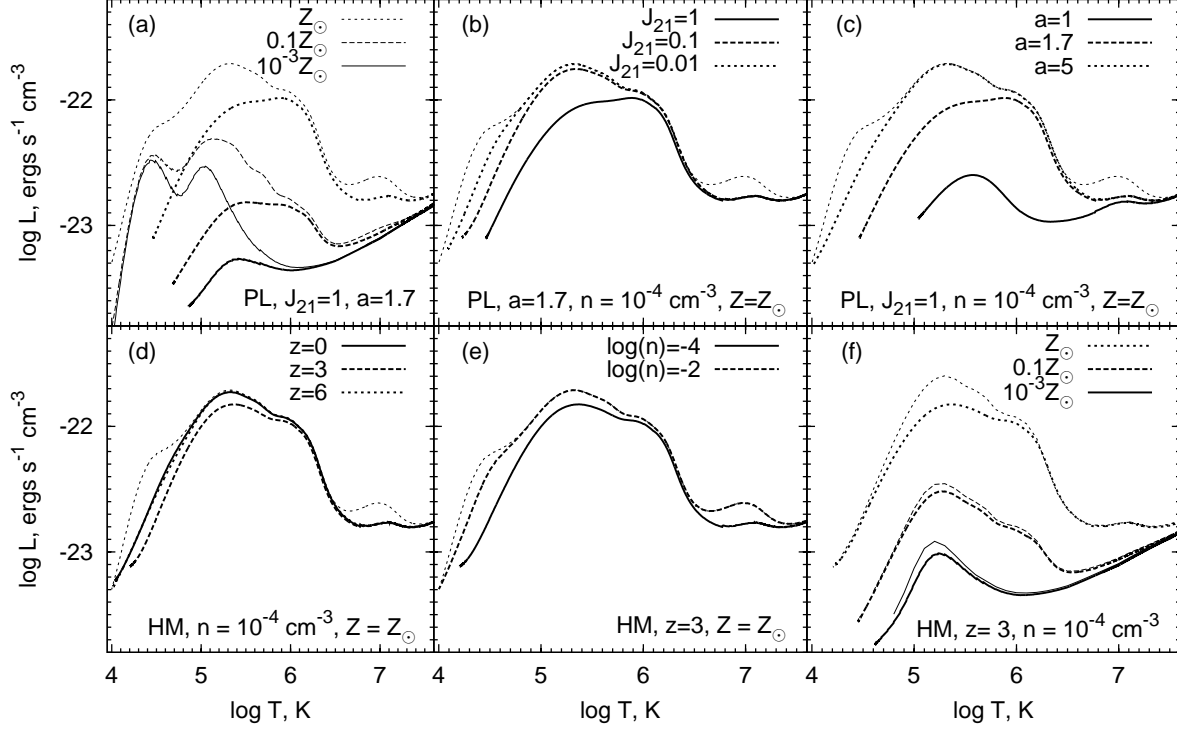 (a)
Z☉
0.1Z☉
10⁻³Z☉
PL, J₂₁=1, a=1.7
(b)
J₂₁=1
J₂₁=0.1
J₂₁=0.01
PL, a=1.7, n = 10⁻⁴ cm⁻³, Z=Z☉
(c)
a=1
a=1.7
a=5
PL, J₂₁=1, n = 10⁻⁴ cm⁻³, Z=Z☉
log L, ergs s⁻¹ cm⁻³
-22
-23
(d)
z=0
z=3
z=6
HM, n = 10⁻⁴ cm⁻³, Z = Z☉
(e)
log(n)=-4
log(n)=-2
HM, z=3, Z = Z☉
(f)
Z☉
0.1Z☉
10⁻³Z☉
HM, z= 3, n = 10⁻⁴ cm⁻³
log L, ergs s⁻¹ cm⁻³
-22
-23
4 5 6 7
4 5 6 7
4 5 6 7
log T, K
log T, K
log T, K